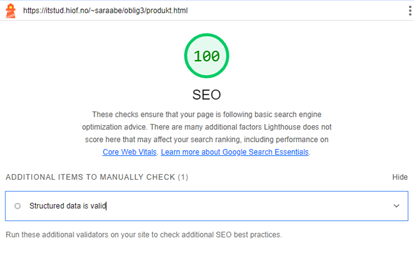 https://itstud.hiof.no/~saraabe/oblig3/produkt.html
100
SEO
These checks ensure that your page is following basic search engine
optimization advice. There are many additional factors Lighthouse does
not score here that may affect your search ranking, including performance on
Core Web Vitals. Learn more about Google Search Essentials.
ADDITIONAL ITEMS TO MANUALLY CHECK (1)
Hide
Structured data is valid
Run these additional validators on your site to check additional SEO best practices.